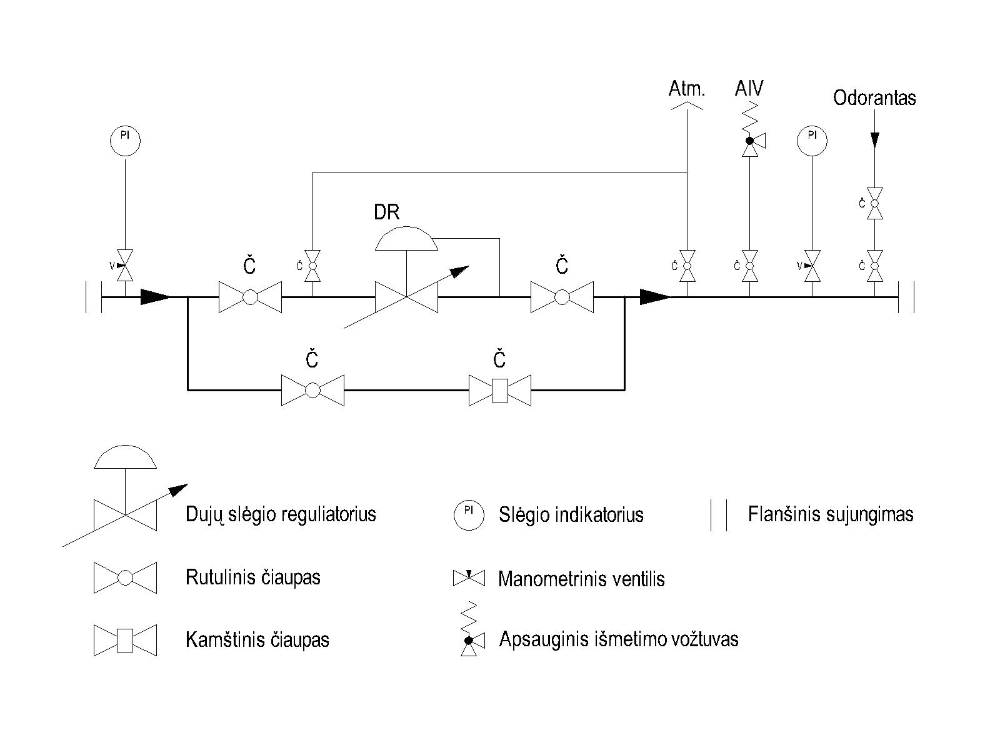 Atm.
AIV
Odorantas
PI
PI
Č
DR
V
Č
Č
Č
Č
Č
V
Č
Č
Č
Dujų slėgio reguliatorius
PI
Slėgio indikatorius
Flanšinis sujungimas
Rutulinis čiaupas
Manometrinis ventilis
Kamštinis čiaupas
Apsauginis išmetimo vožtuvas